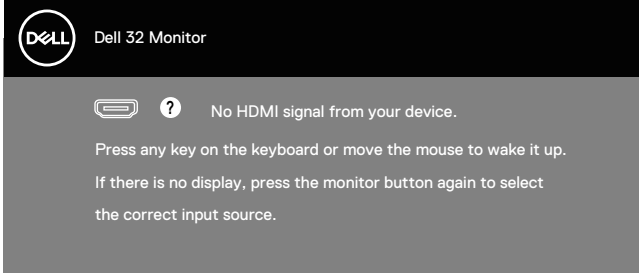 DELL
Dell 32 Monitor
? No HDMI signal from your device.
Press any key on the keyboard or move the mouse to wake it up.
If there is no display, press the monitor button again to select
the correct input source.